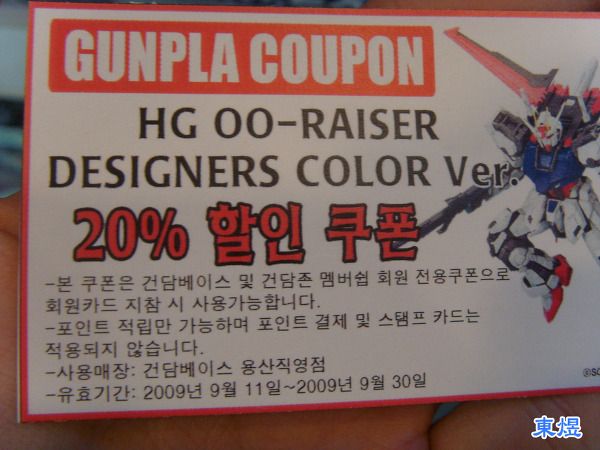 GUNPLA COUPON
HG OO-RAISER
DESIGNERS COLOR Ver.
20% 할인 쿠폰
-본 쿠폰은 건담베이스 및 건담존 멤버쉽 회원 전용쿠폰으로
회원카드 지참 시 사용가능합니다.
-포인트 적립만 가능하며 포인트 결제 및 스탬프 카드는
적용되지 않습니다.
-사용매장: 건담베이스 용산직영점
-유효기간: 2009년 9월 11일~2009년 9월 30일
東煜